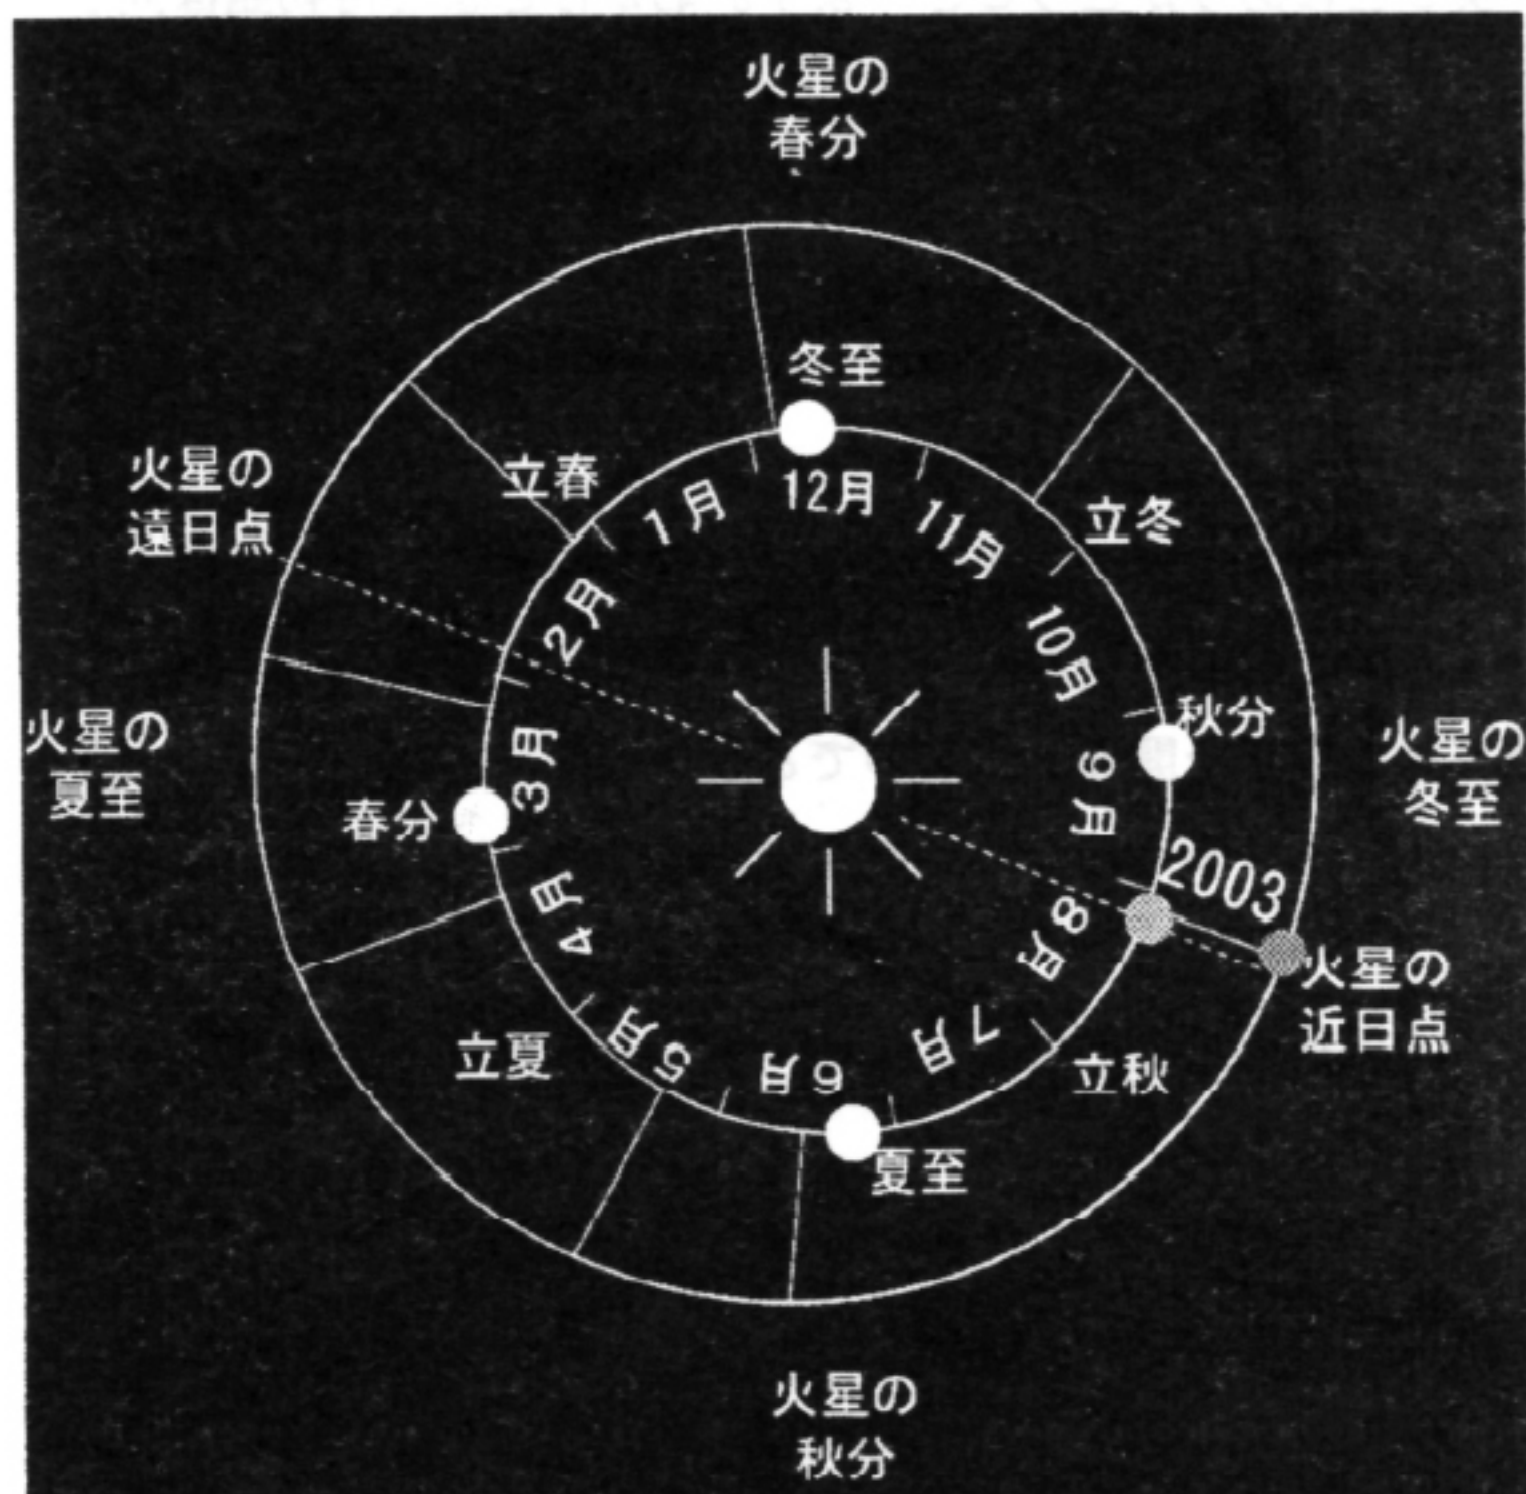 火星の
春分
冬至
火星の
遠日点
立春
1月
12月
11月
立冬
2月
10月
秋分
火星の
夏至
3月
9月
火星の
冬至
春分
2003
4月
8月
火星の
近日点
立夏
5月
6月
7月
立秋
夏至
火星の
秋分